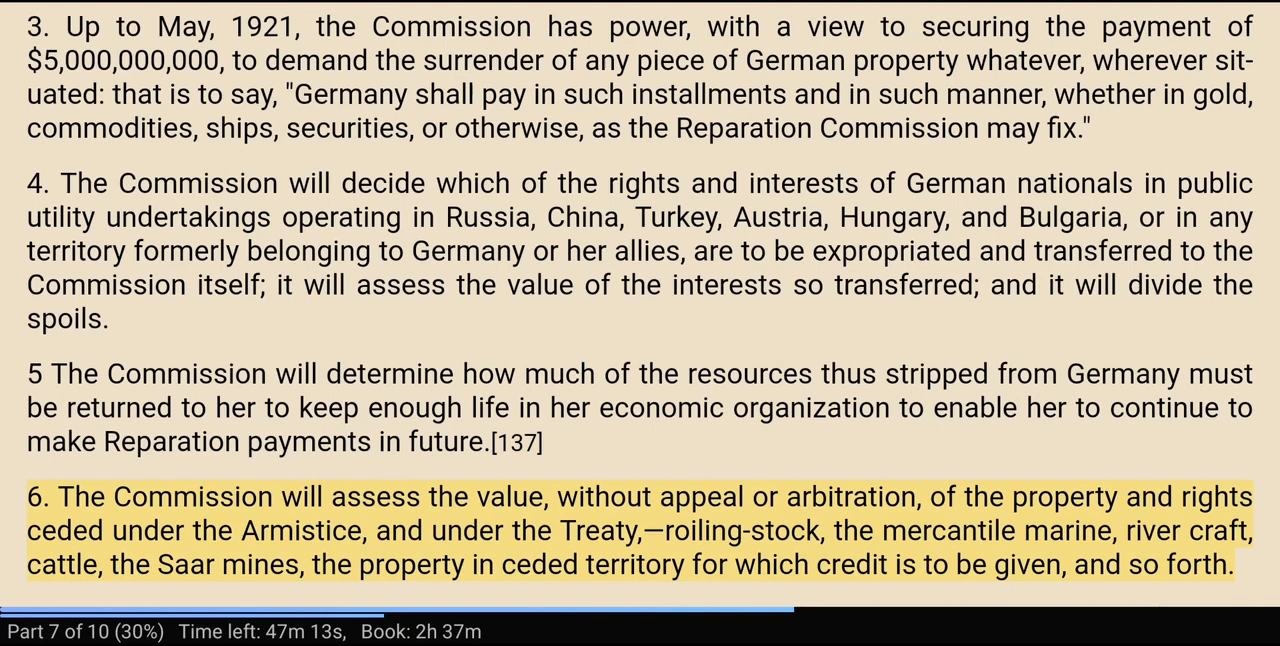 3. Up to May, 1921, the Commission has power, with a view to securing the payment of
$5,000,000,000, to demand the surrender of any piece of German property whatever, wherever sit-
uated: that is to say, "Germany shall pay in such installments and in such manner, whether in gold,
commodities, ships, securities, or otherwise, as the Reparation Commission may fix."
4. The Commission will decide which of the rights and interests of German nationals in public
utility undertakings operating in Russia, China, Turkey, Austria, Hungary, and Bulgaria, or in any
territory formerly belonging to Germany or her allies, are to be expropriated and transferred to the
Commission itself; it will assess the value of the interests so transferred; and it will divide the
spoils.
5 The Commission will determine how much of the resources thus stripped from Germany must
be returned to her to keep enough life in her economic organization to enable her to continue to
make Reparation payments in future.[137]
6. The Commission will assess the value, without appeal or arbitration, of the property and rights
ceded under the Armistice, and under the Treaty,—roiling-stock, the mercantile marine, river craft,
cattle, the Saar mines, the property in ceded territory for which credit is to be given, and so forth.
Part 7 of 10 (30%) Time left: 47m 13s, Book: 2h 37m